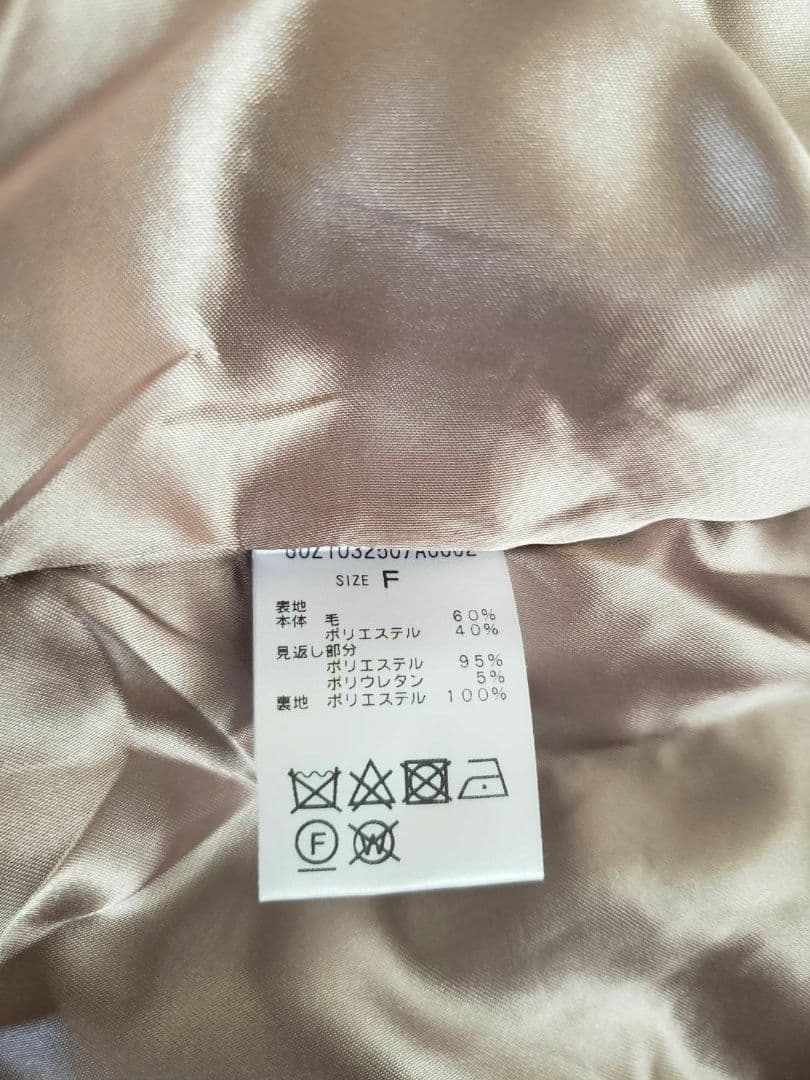 SIZE F
表地
本体 毛 60%
ポリエステル 40%
見返し部分
ポリエステル 95%
ポリウレタン 5%
裏地 ポリエステル 100%
F
W